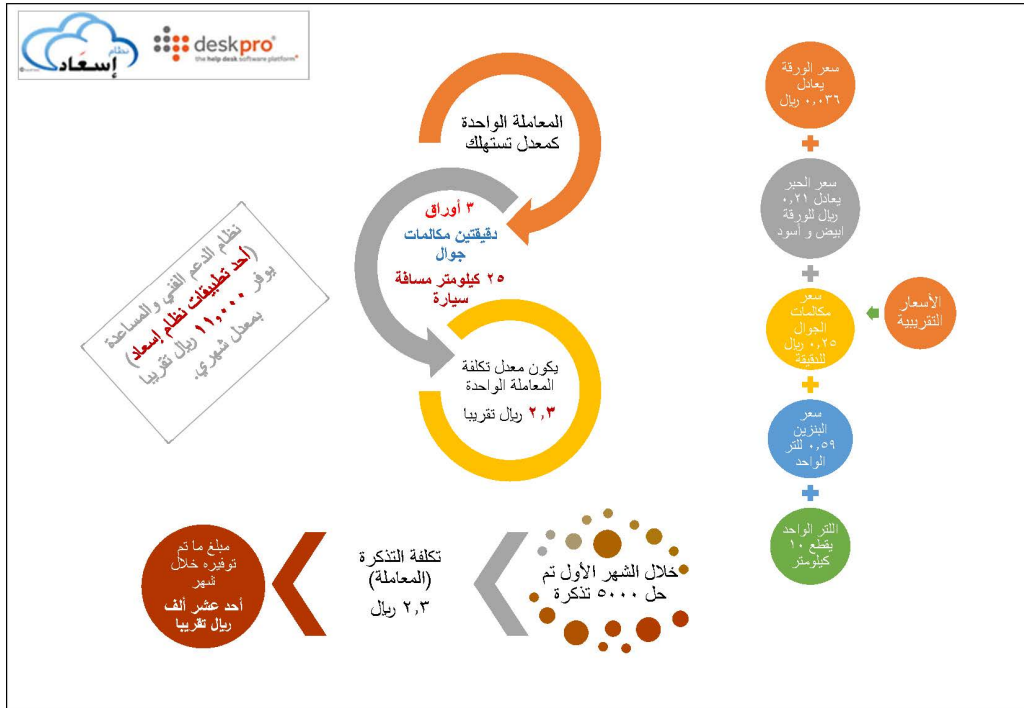 نظام
إسعَاد
deskpro®
the help desk software platform®
سعر الورقة
يعادل
٠,٠٣٦ ريال
سعر الحبر
يعادل ٠,٢١
ريال للورقة
ابيض و أسود
سعر
مكالمات
الجوال
٠,٢٥ ريال
للدقيقة
سعر
البنزين
٠,٥٩ للتر
الواحد
اللتر الواحد
يقطع ١٠
كيلومتر
الأسعار
التقريبية
المعاملة الواحدة
كمعدل تستهلك
٣ أوراق
دقيقتين مكالمات
جوال
٢٥ كيلومتر مسافة
سيارة
يكون معدل تكلفة
المعاملة الواحدة
٢,٣ ريال تقريبا
نظام الدعم الفني والمساعدة
(أحد تطبيقات نظام إسعاد)
يوفر ١١,٠٠٠ ريال تقريبا
بمعدل شهري.
خلال الشهر الأول تم
حل ٥٠٠٠ تذكرة
تكلفة التذكرة
(المعاملة)
٢,٣ ريال
مبلغ ما تم
توفيره خلال
شهر
أحد عشر ألف
ريال تقريبا